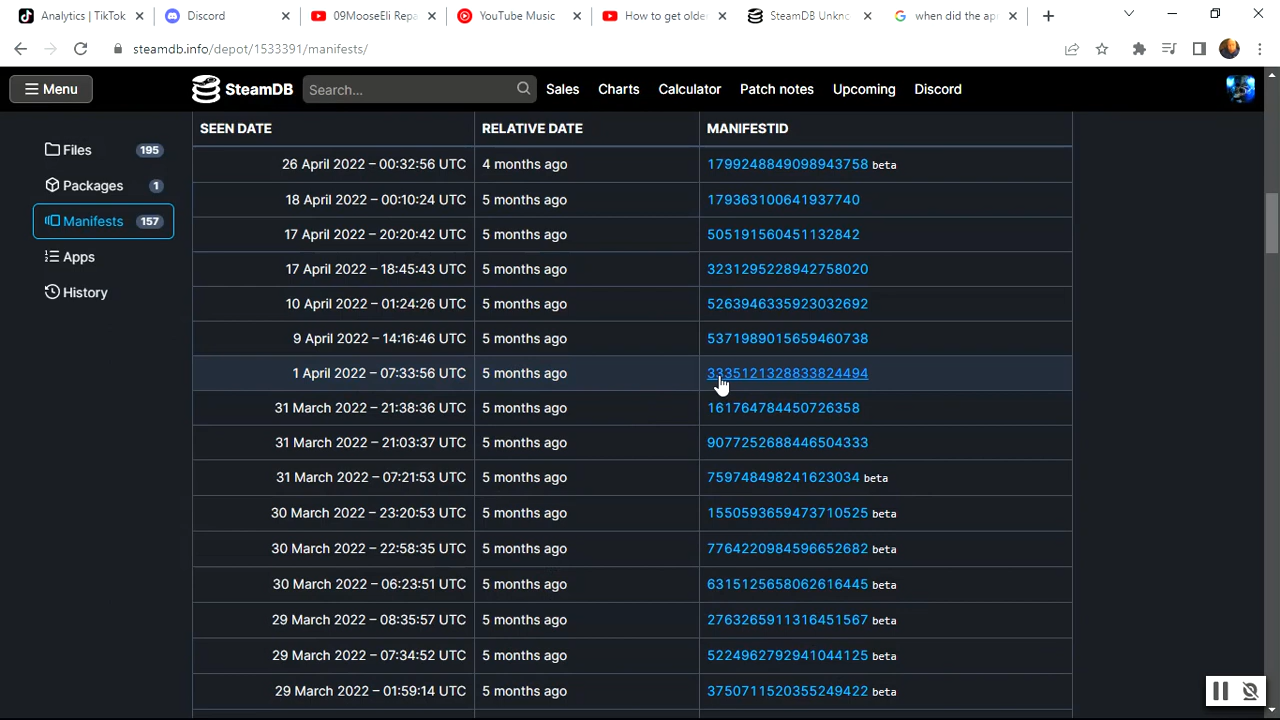 Analytics | TikTok
Discord
09MooseEli Repa
YouTube Music
How to get older
SteamDB Unkno
when did the apr
steamdb.info/depot/1533391/manifests/
Menu
SteamDB
Search...
Sales
Charts
Calculator
Patch notes
Upcoming
Discord
Files 195
Packages 1
Manifests 157
Apps
History
SEEN DATE RELATIVE DATE MANIFESTID
26 April 2022 – 00:32:56 UTC 4 months ago 1799248849098943758 beta
18 April 2022 – 00:10:24 UTC 5 months ago 179363100641937740
17 April 2022 – 20:20:42 UTC 5 months ago 505191560451132842
17 April 2022 – 18:45:43 UTC 5 months ago 3231295228942758020
10 April 2022 – 01:24:26 UTC 5 months ago 5263946335923032692
9 April 2022 – 14:16:46 UTC 5 months ago 5371989015659460738
1 April 2022 – 07:33:56 UTC 5 months ago 3335121328833824494
31 March 2022 – 21:38:36 UTC 5 months ago 161764784450726358
31 March 2022 – 21:03:37 UTC 5 months ago 9077252688446504333
31 March 2022 – 07:21:53 UTC 5 months ago 759748498241623034 beta
30 March 2022 – 23:20:53 UTC 5 months ago 1550593659473710525 beta
30 March 2022 – 22:58:35 UTC 5 months ago 7764220984596652682 beta
30 March 2022 – 06:23:51 UTC 5 months ago 6315125658062616445 beta
29 March 2022 – 08:35:57 UTC 5 months ago 2763265911316451567 beta
29 March 2022 – 07:34:52 UTC 5 months ago 5224962792941044125 beta
29 March 2022 – 01:59:14 UTC 5 months ago 3750711520355249422 beta